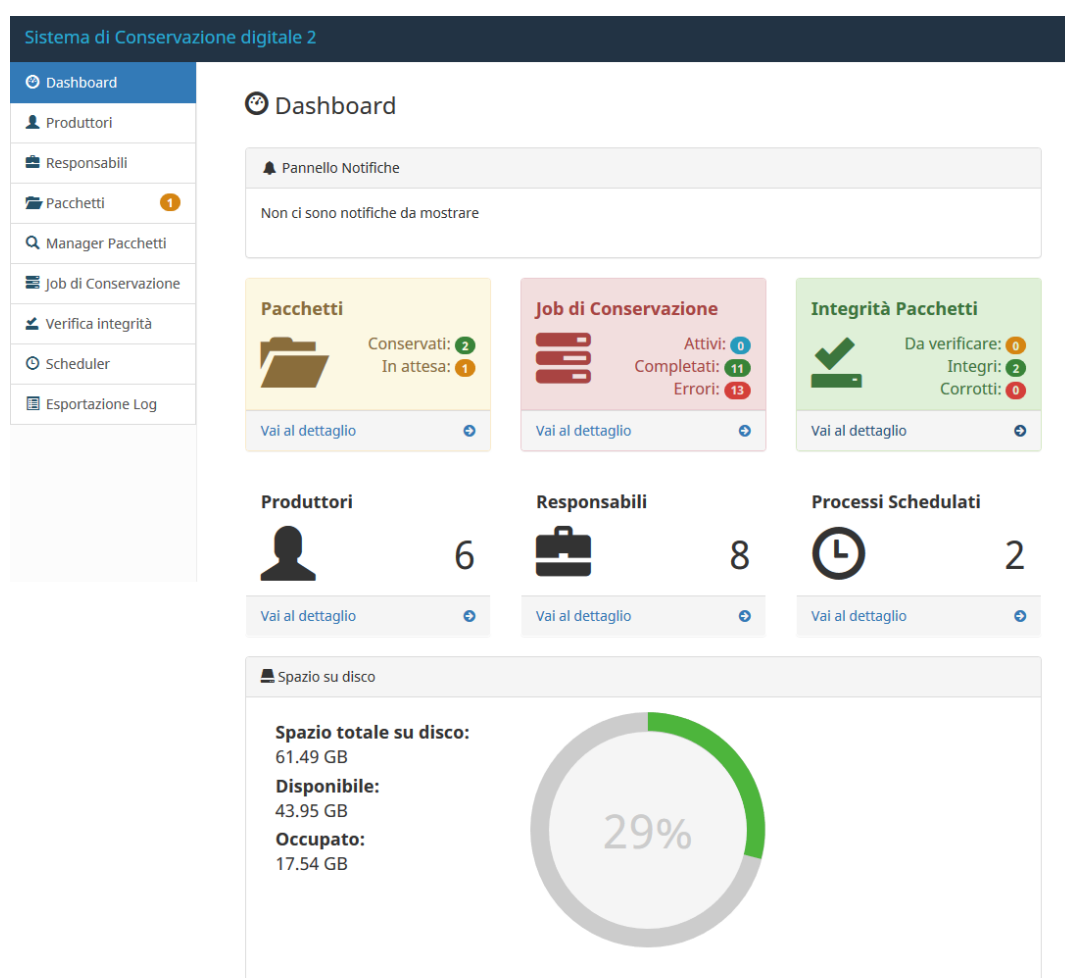 Sistema di Conservazione digitale 2
Dashboard
Produttori
Responsabili
Pacchetti 1
Manager Pacchetti
Job di Conservazione
Verifica integrità
Scheduler
Esportazione Log
Dashboard
Pannello Notifiche
Non ci sono notifiche da mostrare
Pacchetti
Conservati: 2
In attesa: 1
Vai al dettaglio
Job di Conservazione
Attivi: 0
Completati: 11
Errori: 13
Vai al dettaglio
Integrità Pacchetti
Da verificare: 0
Integri: 2
Corrotti: 0
Vai al dettaglio
Produttori
6
Vai al dettaglio
Responsabili
8
Vai al dettaglio
Processi Schedulati
2
Vai al dettaglio
Spazio su disco
Spazio totale su disco:
61.49 GB
Disponibile:
43.95 GB
Occupato:
17.54 GB
29%